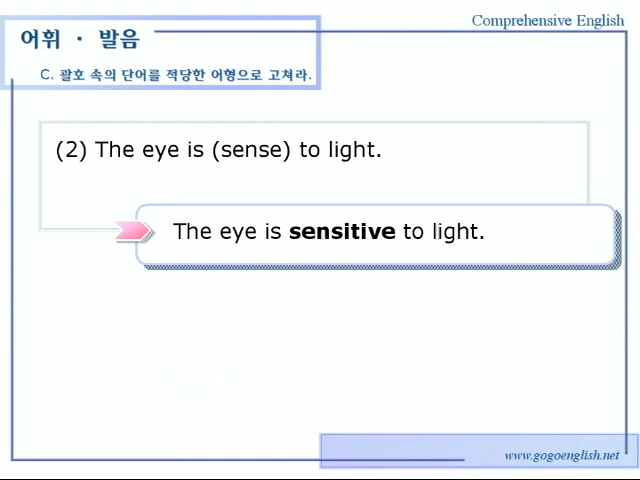 Comprehensive English
어휘 · 발음
C. 괄호 속의 단어를 적당한 어형으로 고쳐라.
(2) The eye is (sense) to light.
The eye is sensitive to light.
www.gogoenglish.net